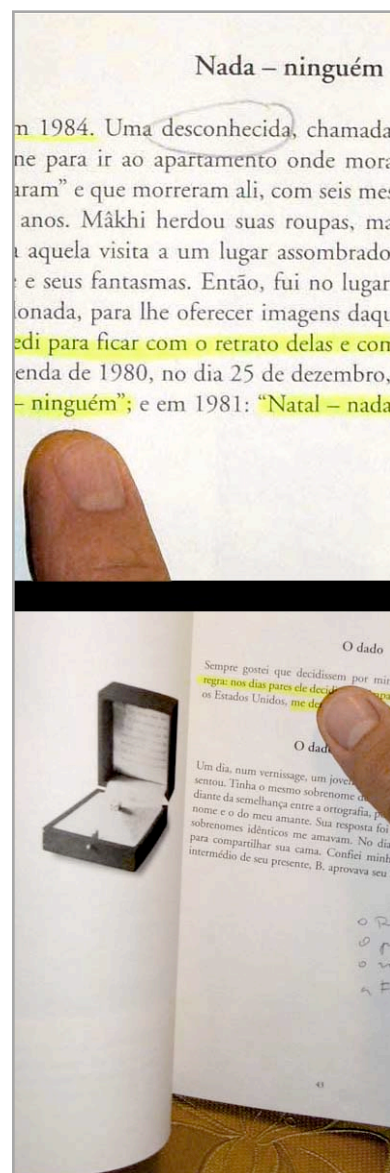 Nada – ninguém
m 1984. Uma desconhecida, chamada
ne para ir ao apartamento onde mora
aram” e que morreram ali, com seis mes
anos. Mâkhi herdou suas roupas, ma
aquela visita a um lugar assombrado
e seus fantasmas. Então, fui no lugar
ionada, para lhe oferecer imagens daqu
edi para ficar com o retrato delas e com
enda de 1980, no dia 25 de dezembro,
– ninguém”; e em 1981: “Natal – nada
O dado
Sempre gostei que decidissem por mim
regra: nos dias pares ele decidi
os Estados Unidos, me de
O dad
Um dia, num vernissage, um joven
sentou. Tinha o mesmo sobrenome d
diante da semelhança entre a ortografia, p
nome e o do meu amante. Sua resposta foi
sobrenomes idênticos me amavam. No dia
para compartilhar sua cama. Confiei minh
intermédio de seu presente, B. aprovava seu